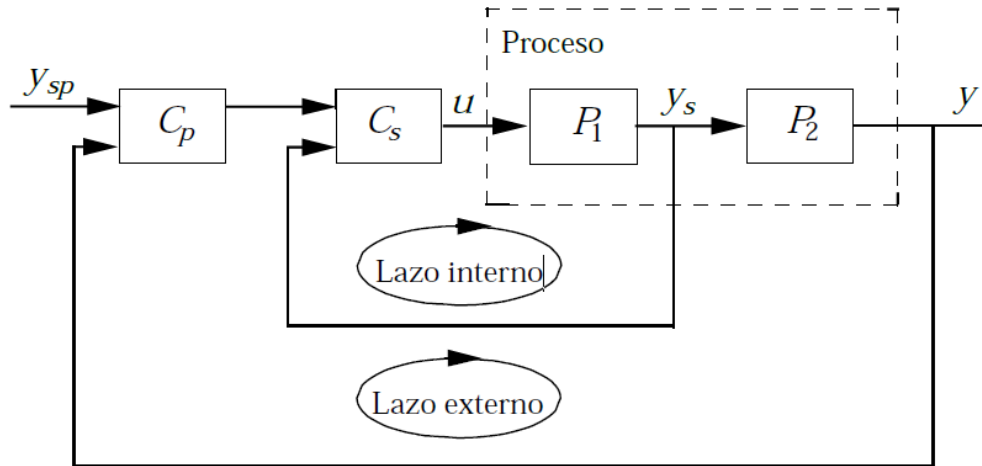 Proceso
y_sp
C_p
C_s
u
P_1
y_s
P_2
y
Lazo interno
Lazo externo